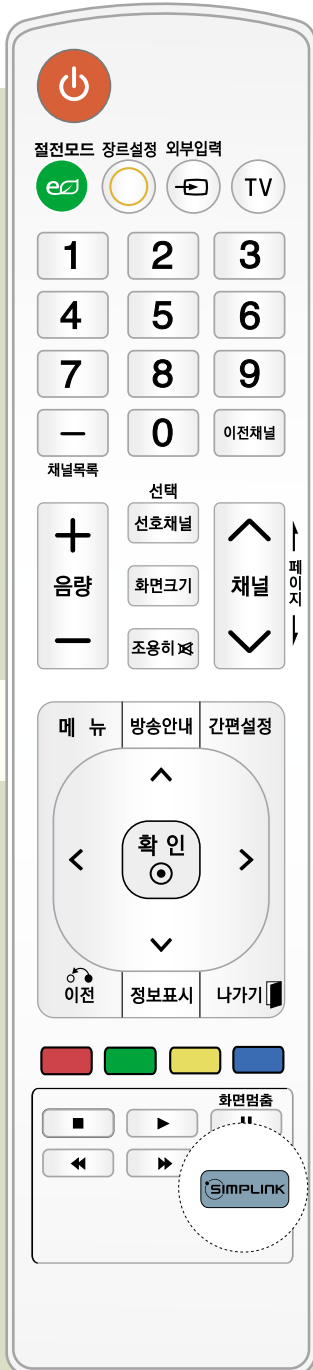 절전모드 장르설정 외부입력
e TV
1 2 3
4 5 6
7 8 9
- 0 이전채널
채널목록
선택
선호채널
+ 음량 -
화면크기
채널
페이지
조용히
메 뉴 방송안내 간편설정
확 인
이전 정보표시 나가기
화면멈춤
SIMPLINK